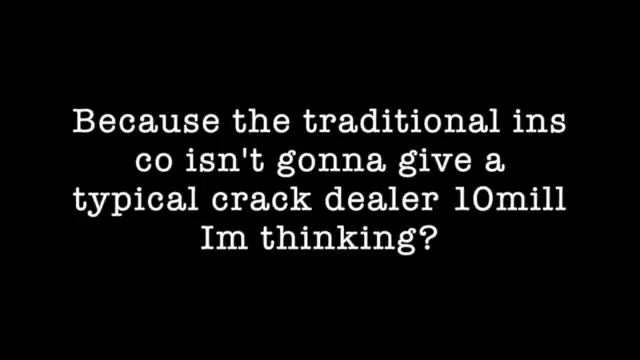 Because the traditional ins
co isn't gonna give a
typical crack dealer 10mill
Im thinking?